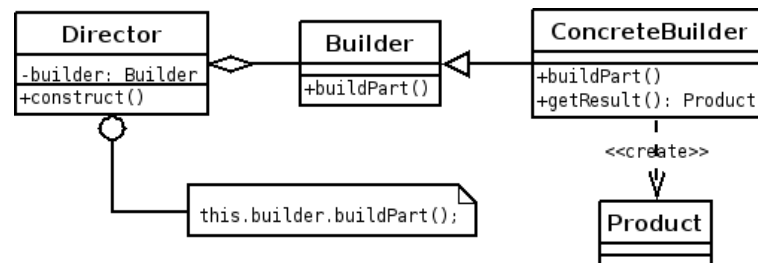 Director
-builder: Builder
+construct()
Builder
+buildPart()
ConcreteBuilder
+buildPart()
+getResult(): Product
<<create>>
this.builder.buildPart();
Product